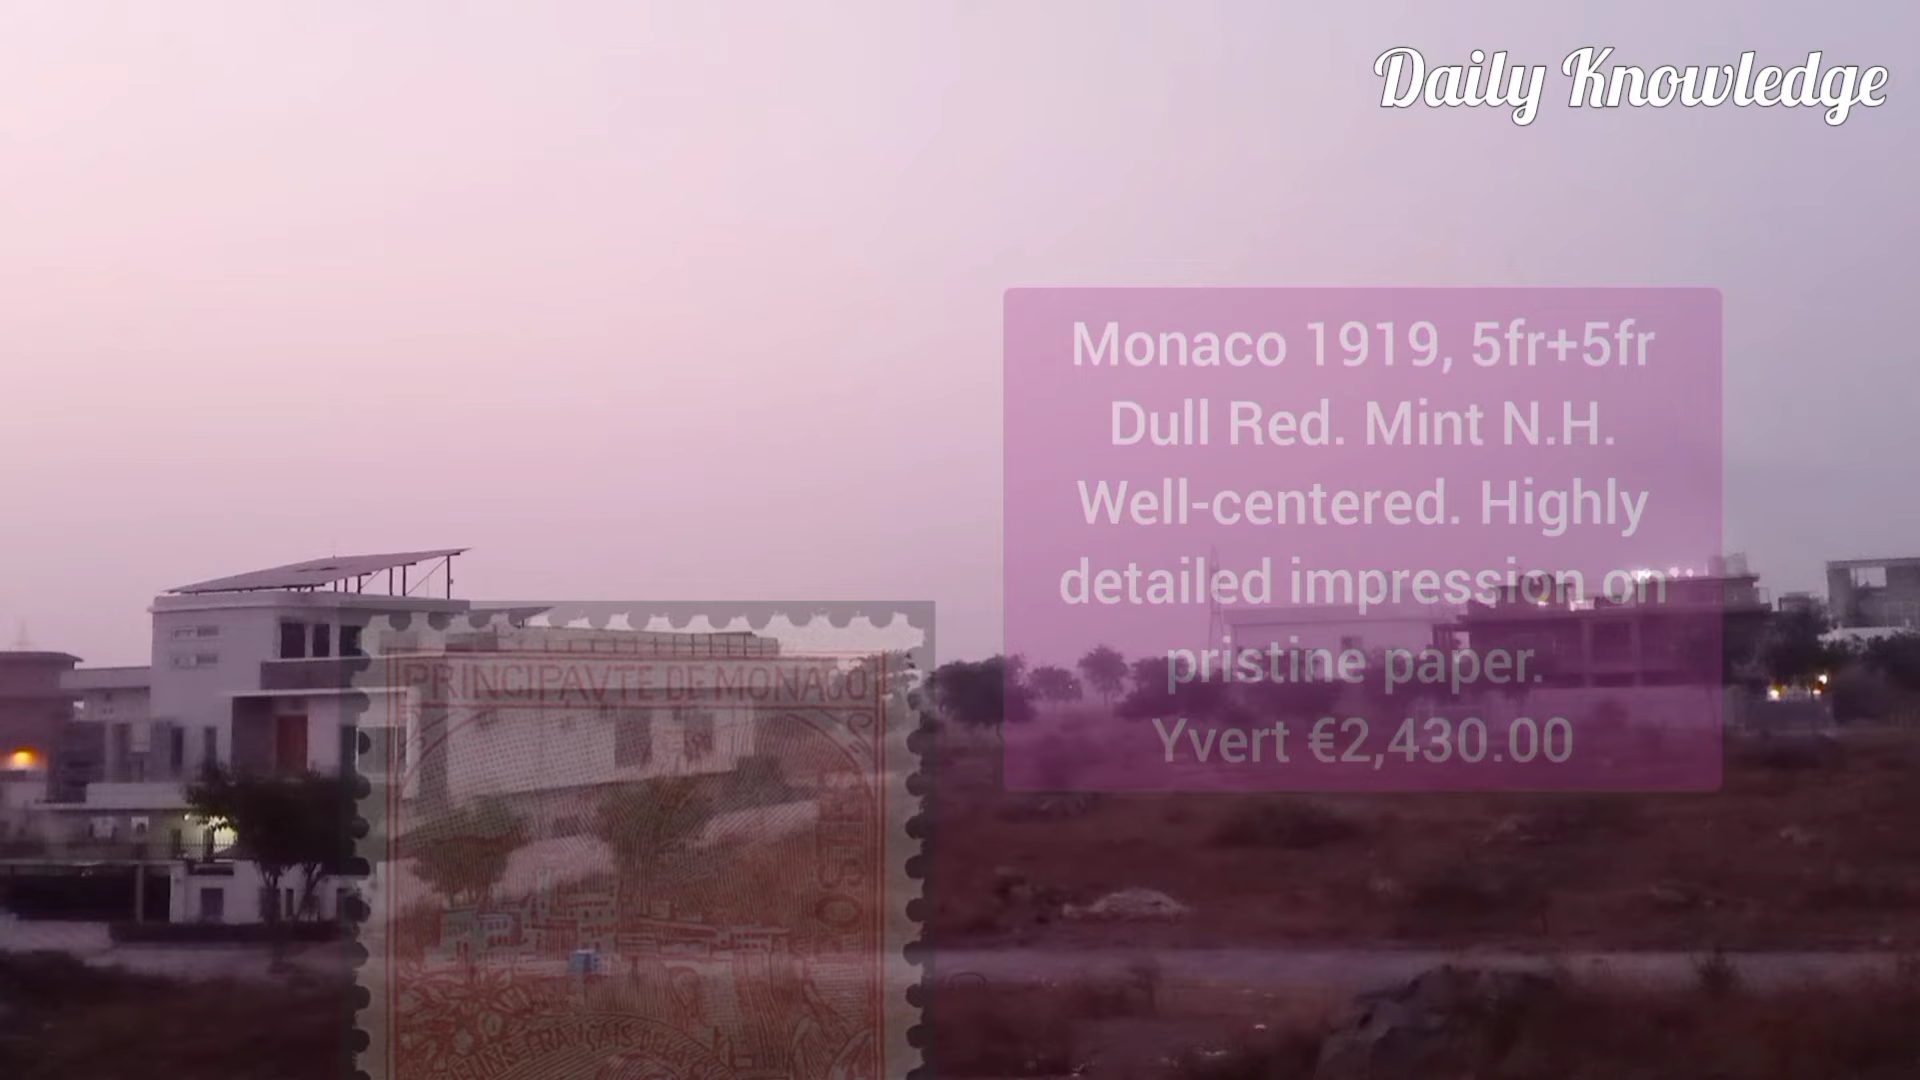 Daily Knowledge
Monaco 1919, 5fr+5fr
Dull Red. Mint N.H.
Well-centered. Highly
detailed impression on
pristine paper.
Yvert €2,430.00
PRINCIPAVTE DE MONACO